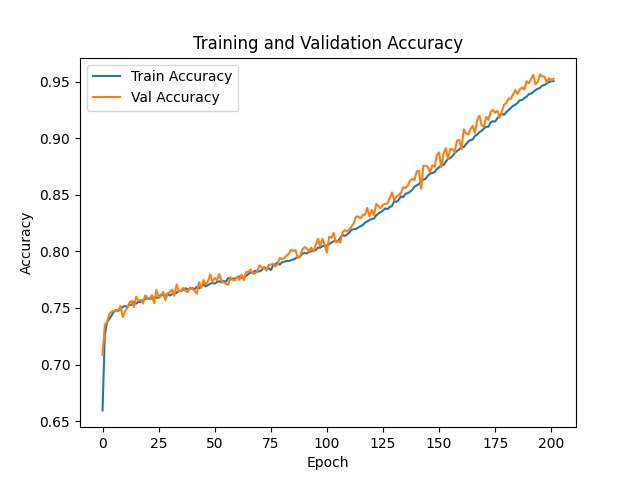 Training and Validation Accuracy
Train Accuracy
Val Accuracy
0.95
0.90
0.85
0.80
0.75
0.70
0.65
Accuracy
0 25 50 75 100 125 150 175 200
Epoch